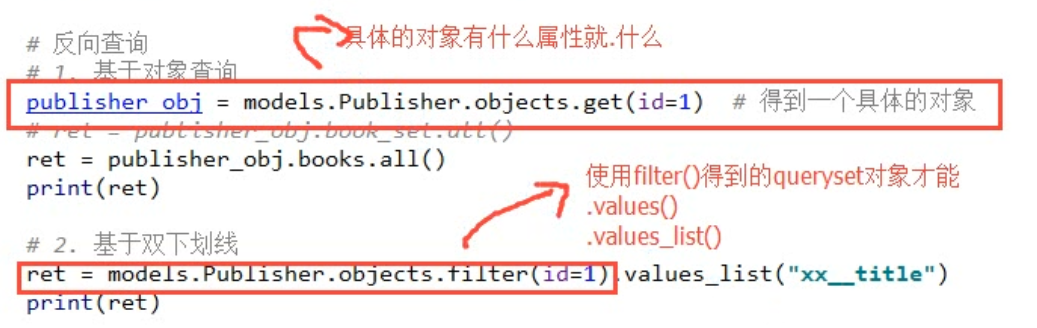 具体的对象有什么属性就.什么
# 反向查询
# 1. 基于对象查询
publisher_obj = models.Publisher.objects.get(id=1)  # 得到一个具体的对象
# ret = publisher_obj.book_set.all()
ret = publisher_obj.books.all()
print(ret)
使用filter()得到的queryset对象才能
.values()
.values_list()
# 2. 基于双下划线
ret = models.Publisher.objects.filter(id=1).values_list("xx__title")
print(ret)